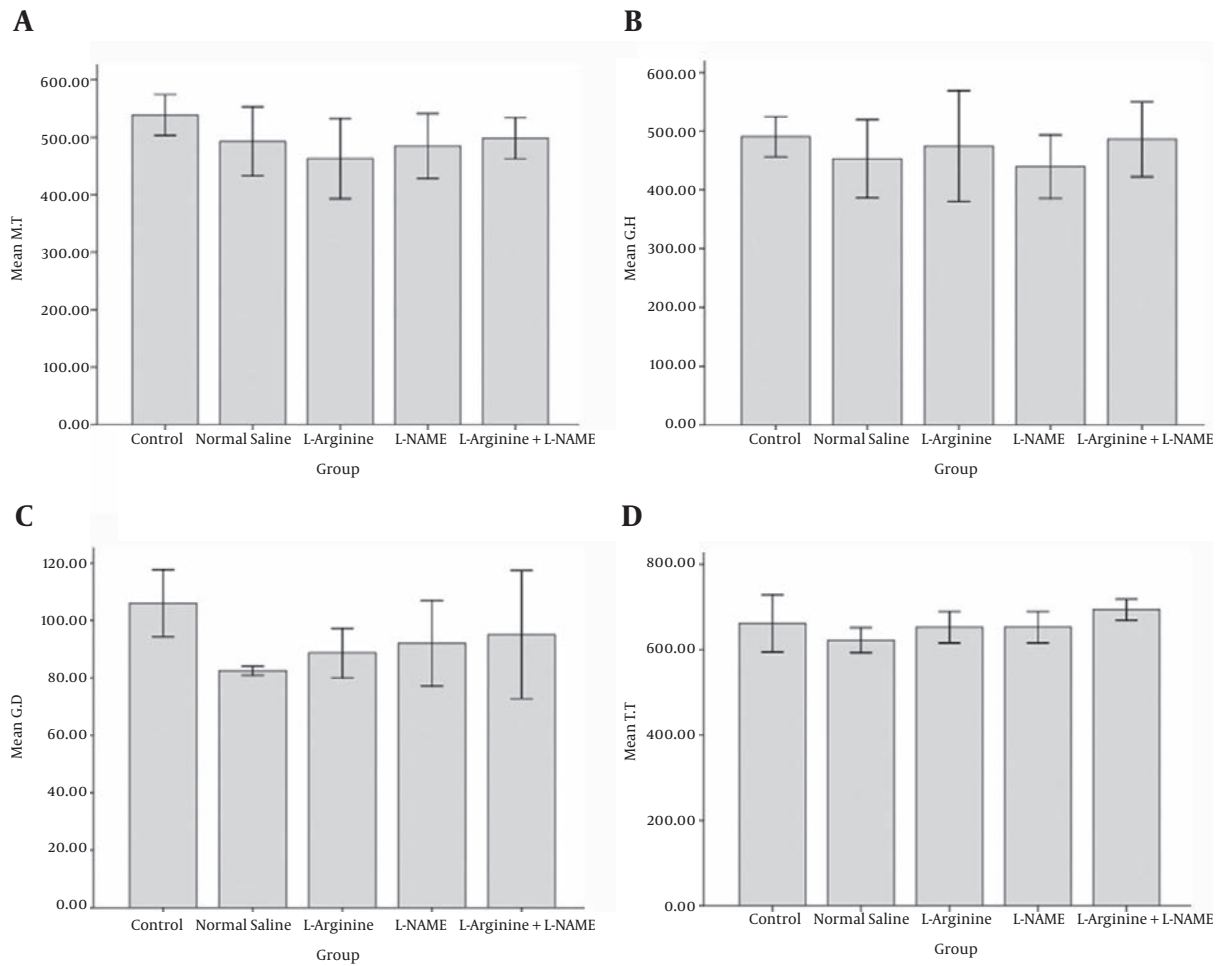 A
600.00
500.00
400.00
300.00
200.00
100.00
0.00
Mean M.T
Control Normal Saline L-Arginine L-NAME L-Arginine + L-NAME
Group
B
600.00
500.00
400.00
300.00
200.00
100.00
0.00
Mean G.H
Control Normal Saline L-Arginine L-NAME L-Arginine + L-NAME
Group
C
120.00
100.00
80.00
60.00
40.00
20.00
0.00
Mean G.D
Control Normal Saline L-Arginine L-NAME L-Arginine + L-NAME
Group
D
800.00
600.00
400.00
200.00
0.00
Mean T.T
Control Normal Saline L-Arginine L-NAME L-Arginine + L-NAME
Group